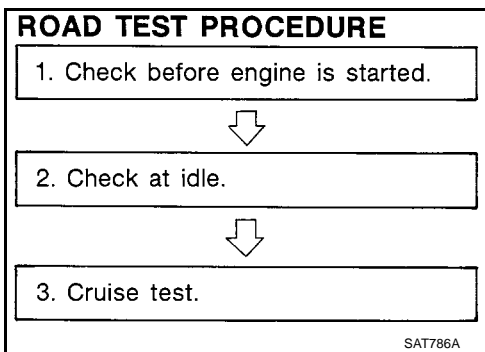 ROAD TEST PROCEDURE
1. Check before engine is started.
2. Check at idle.
3. Cruise test.
SAT786A